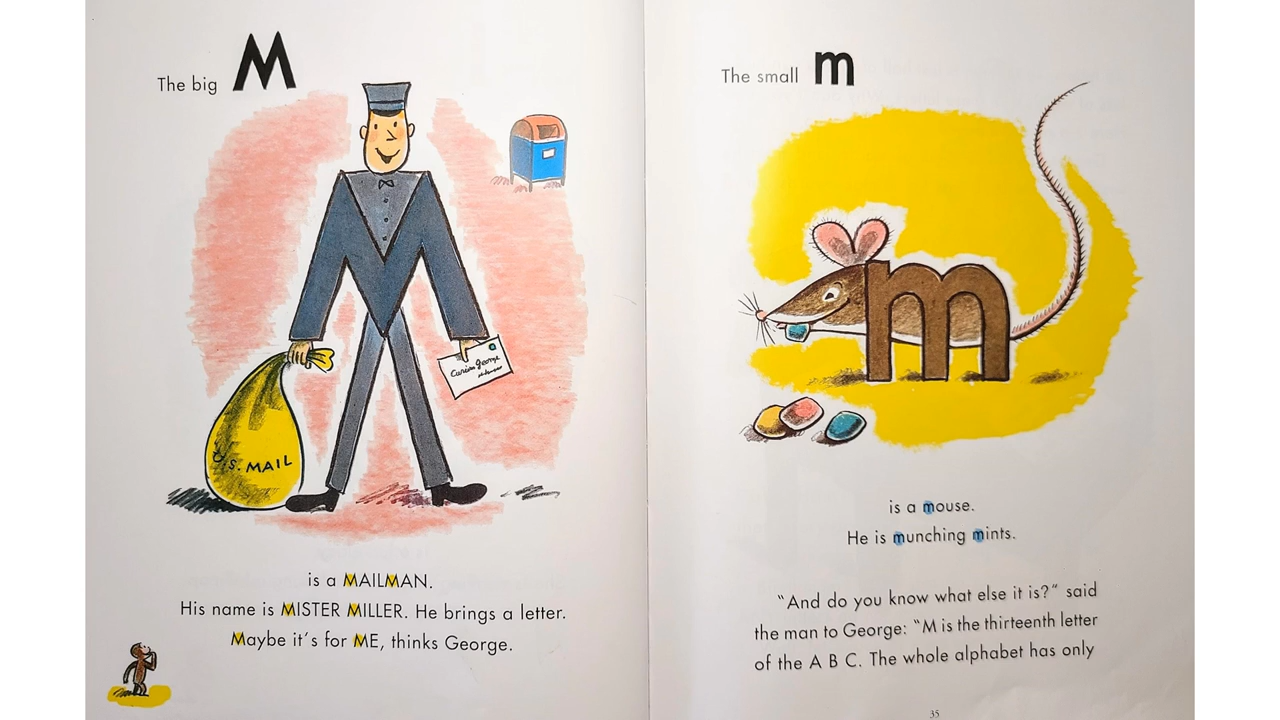 The big M
U.S. MAIL
Curious George
is a MAILMAN.
His name is MISTER MILLER. He brings a letter.
Maybe it's for ME, thinks George.
The small m
m
is a mouse.
He is munching mints.
"And do you know what else it is?" said
the man to George: "M is the thirteenth letter
of the A B C. The whole alphabet has only
35